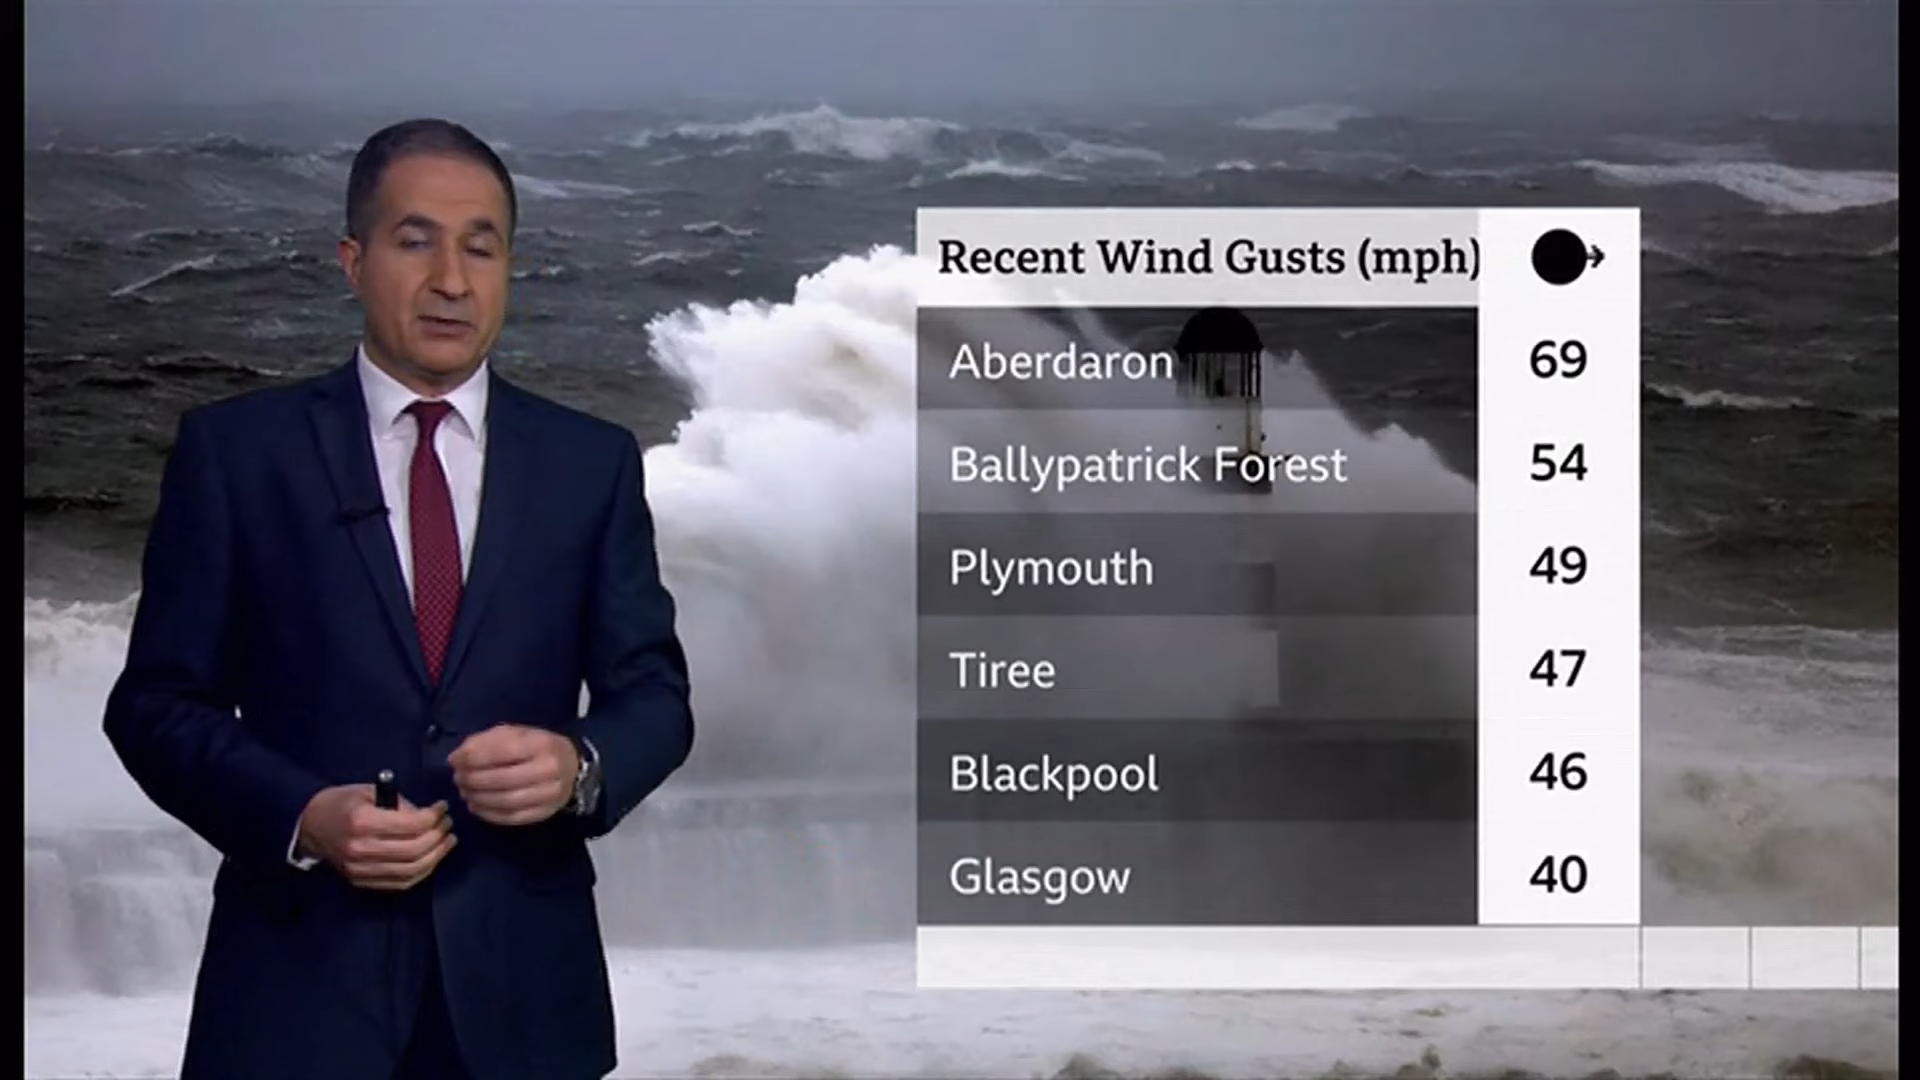 Recent Wind Gusts (mph)
Aberdaron 69
Ballypatrick Forest 54
Plymouth 49
Tiree 47
Blackpool 46
Glasgow 40